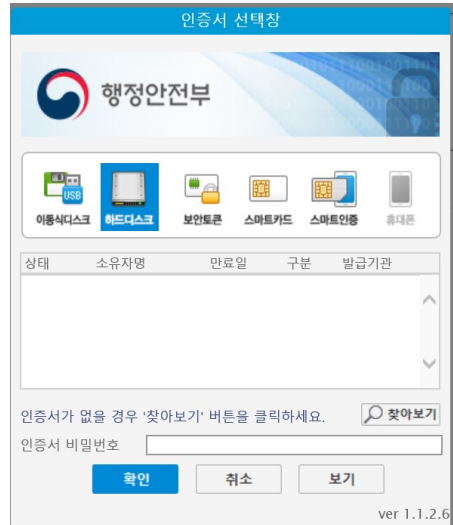 인증서 선택창
행정안전부
USB
이동식디스크 하드디스크 보안토큰 스마트카드 스마트인증 휴대폰
상태 소유자명 만료일 구분 발급기관
인증서가 없을 경우 '찾아보기' 버튼을 클릭하세요. 찾아보기
인증서 비밀번호
확인 취소 보기
ver 1.1.2.6